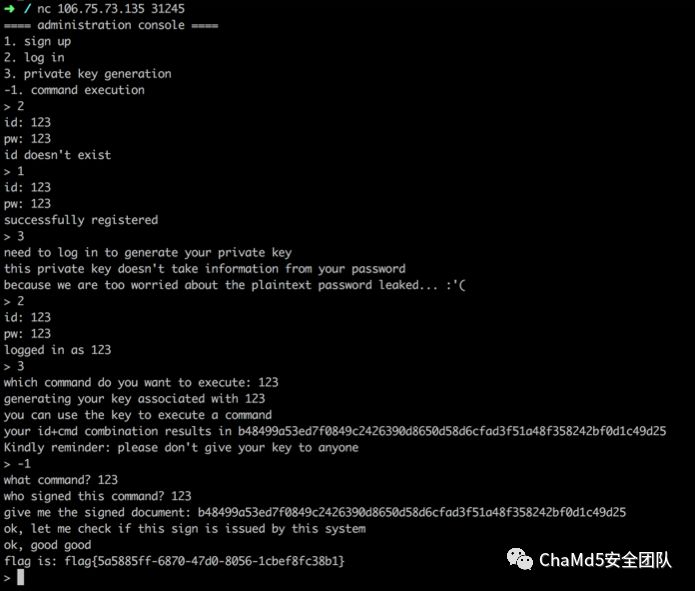 ➜ / nc 106.75.73.135 31245
==== administration console ====
1. sign up
2. log in
3. private key generation
-1. command execution
> 2
id: 123
pw: 123
id doesn't exist
> 1
id: 123
pw: 123
successfully registered
> 3
need to log in to generate your private key
this private key doesn't take information from your password
because we are too worried about the plaintext password leaked... :'(
> 2
id: 123
pw: 123
logged in as 123
> 3
which command do you want to execute: 123
generating your key associated with 123
you can use the key to execute a command
your id+cmd combination results in b48499a53ed7f0849c2426390d8650d58d6cfad3f51a48f358242bf0d1c49d25
Kindly reminder: please don't give your key to anyone
> -1
what command? 123
who signed this command? 123
give me the signed document: b48499a53ed7f0849c2426390d8650d58d6cfad3f51a48f358242bf0d1c49d25
ok, let me check if this sign is issued by this system
ok, good good
flag is: flag{5a5885ff-6870-47d0-8056-1cbef8fc38b1}
>
ChaMd5安全团队